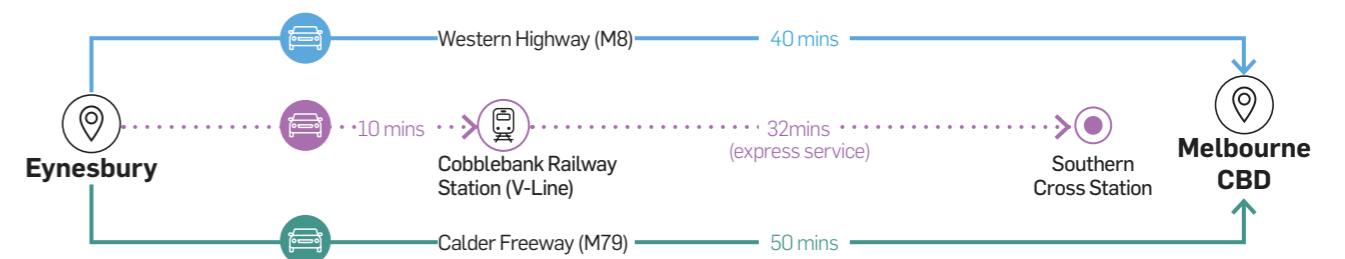 Western Highway (M8) 40 mins
10 mins 32mins
(express service)
Eynesbury
Cobblebank Railway
Station (V-Line)
Southern
Cross Station
Melbourne
CBD
Calder Freeway (M79) 50 mins